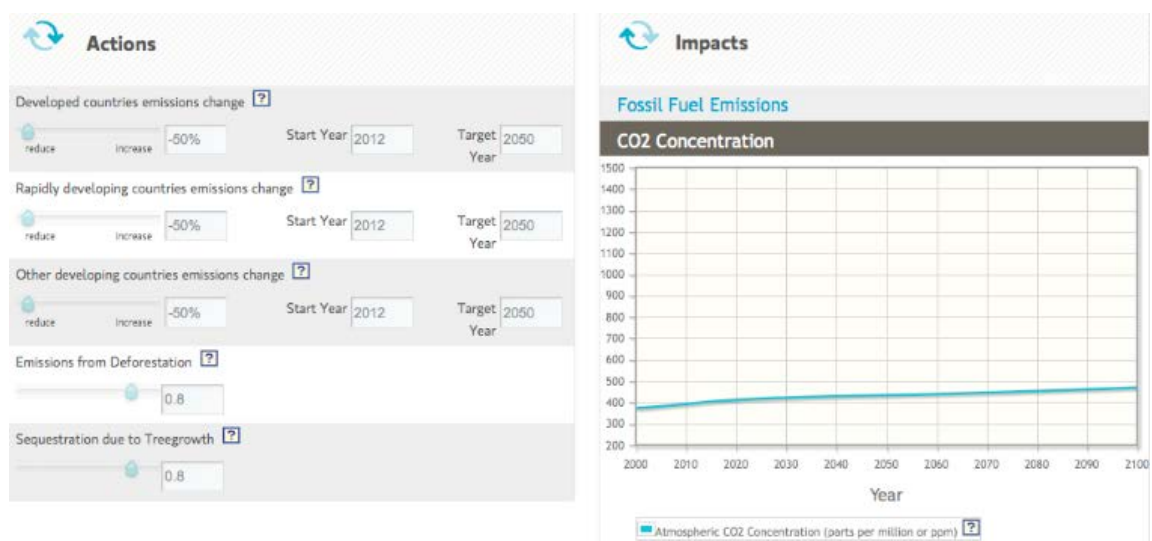 Actions
Developed countries emissions change ?
reduce increase -50% Start Year 2012 Target Year 2050
Rapidly developing countries emissions change ?
reduce increase -50% Start Year 2012 Target Year 2050
Other developing countries emissions change ?
reduce increase -50% Start Year 2012 Target Year 2050
Emissions from Deforestation ?
0.8
Sequestration due to Treegrowth ?
0.8
Impacts
Fossil Fuel Emissions
CO2 Concentration
1500
1400
1300
1200
1100
1000
900
800
700
600
500
400
300
200
2000 2010 2020 2030 2040 2050 2060 2070 2080 2090 2100
Year
Atmospheric CO2 Concentration (parts per million or ppm) ?